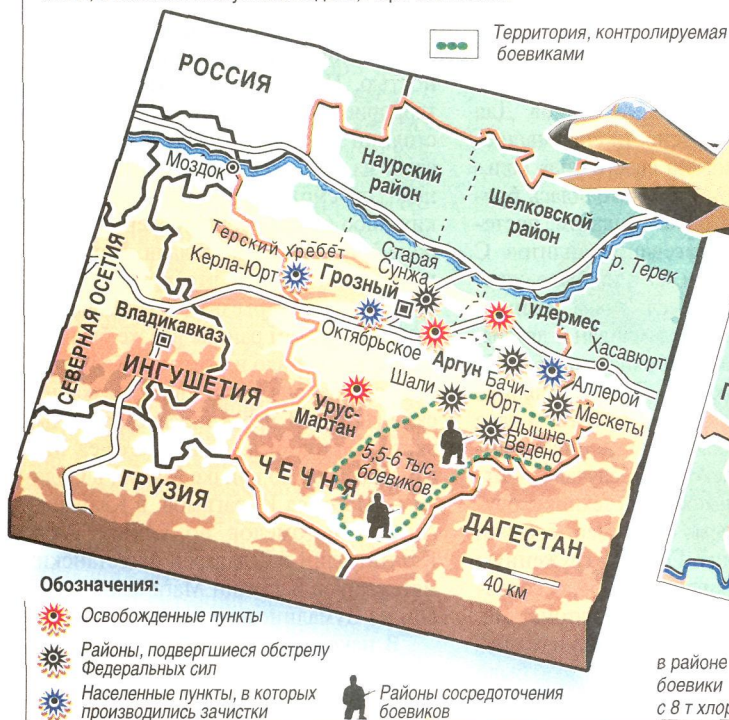 Территория, контролируемая
боевиками
РОССИЯ
Моздок
Наурский
район
Шелковской
район
Терский хребет
Старая
Сунжа
р. Терек
Керла-Юрт
Грозный
Гудермес
СЕВЕРНАЯ ОСЕТИЯ
Владикавказ
Октябрьское
Аргун
Хасавюрт
ИНГУШЕТИЯ
Шали
Бачи-
Юрт
Аллерой
Урус-
Мартан
Мескеты
Дышне-
Ведено
5,5-6 тыс.
боевиков
ЧЕЧНЯ
ГРУЗИЯ
ДАГЕСТАН
40 км
Обозначения:
Освобожденные пункты
Районы, подвергшиеся обстрелу
Федеральных сил
Населенные пункты, в которых
производились зачистки
Районы сосредоточения
боевиков
в районе
боевики
с 8 т хлор